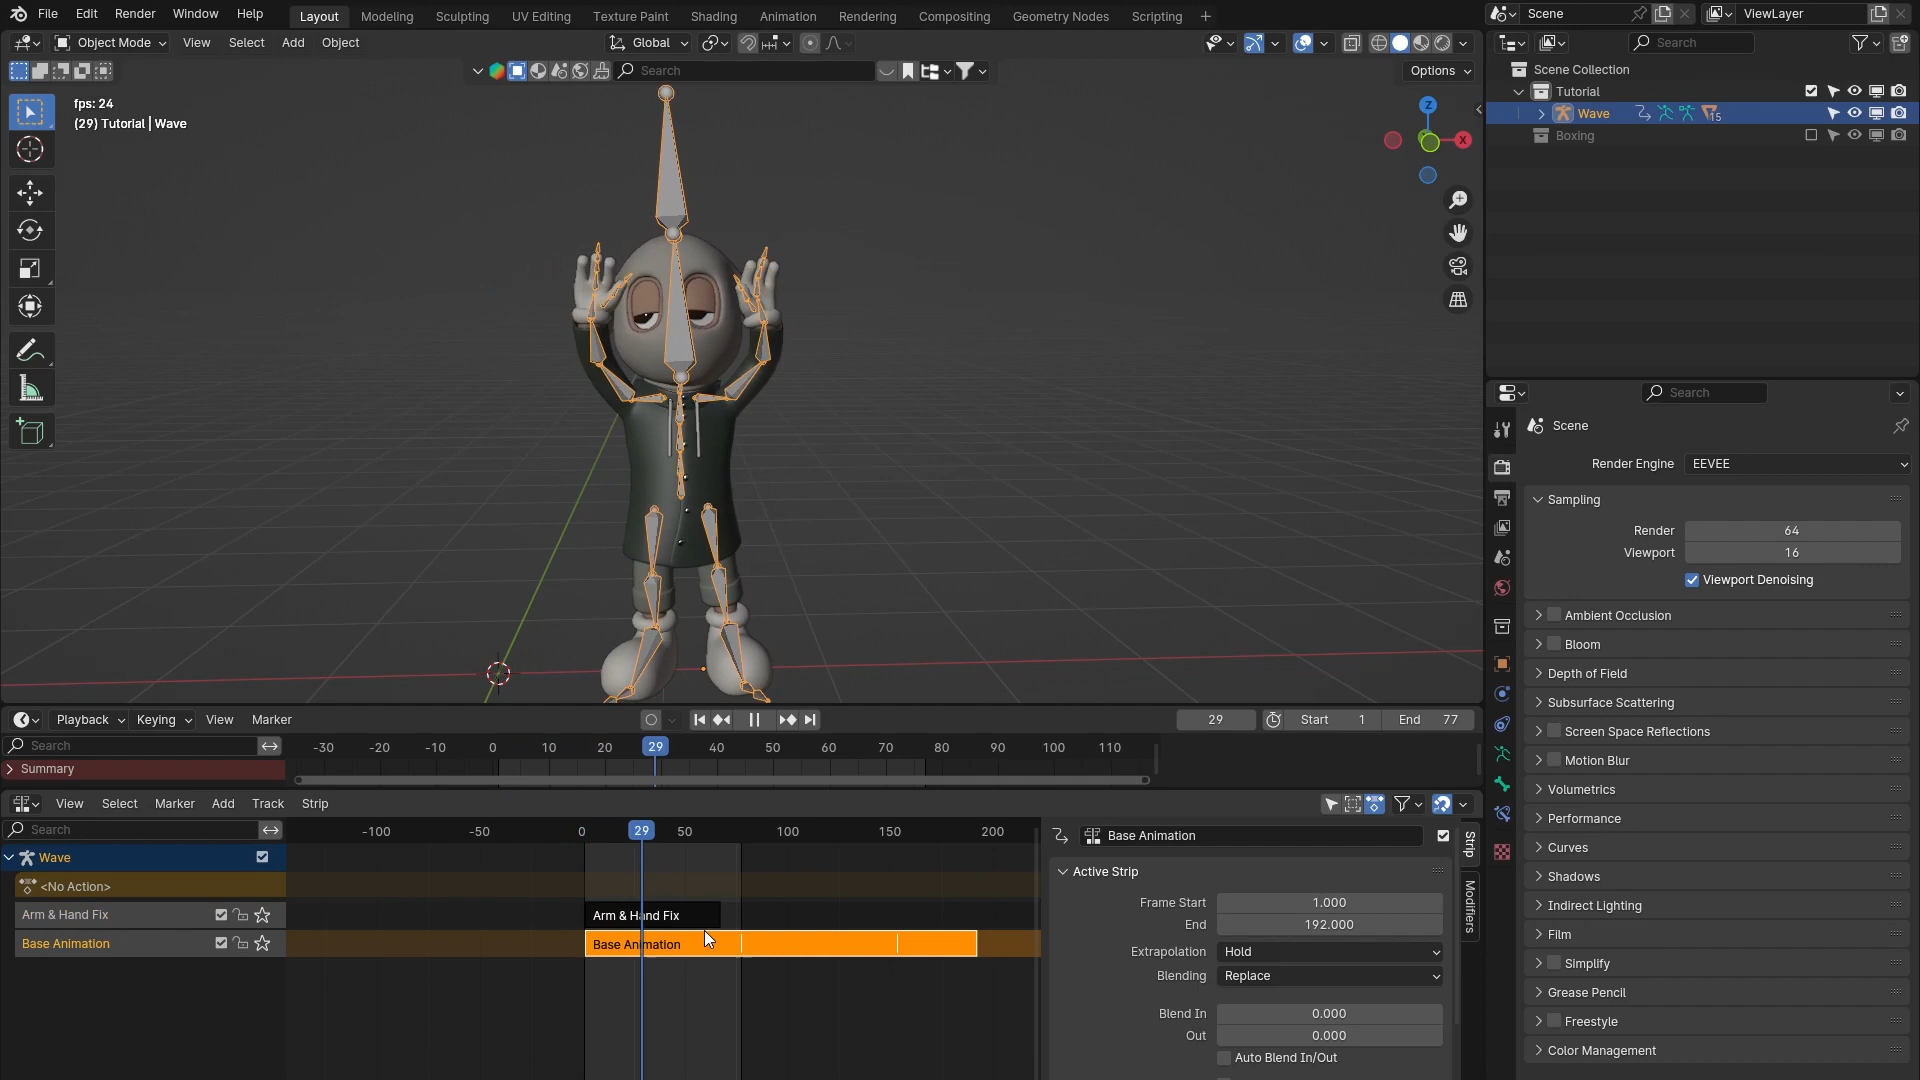 File Edit Render Window Help Layout Modeling Sculpting UV Editing Texture Paint Shading Animation Rendering Compositing Geometry Nodes Scripting + Scene ViewLayer
Object Mode View Select Add Object Global Search
Search Options
fps: 24
(29) Tutorial | Wave
Z
X
Scene Collection
Tutorial
Wave 15
Boxing
Search
Scene
Render Engine EEVEE
Sampling
Render 64
Viewport 16
Viewport Denoising
Ambient Occlusion
Bloom
Depth of Field
Subsurface Scattering
Screen Space Reflections
Motion Blur
Volumetrics
Performance
Curves
Shadows
Indirect Lighting
Film
Simplify
Grease Pencil
Freestyle
Color Management
Playback Keying View Marker 29 Start 1 End 77
Search -30 -20 -10 0 10 20 29 40 50 60 70 80 90 100 110
Summary
View Select Marker Add Track Strip
Search -100 -50 0 29 50 100 150 200
Wave
<No Action>
Arm & Hand Fix Arm & Hand Fix
Base Animation Base Animation
Base Animation
Active Strip
Frame Start 1.000
End 192.000
Extrapolation Hold
Blending Replace
Blend In 0.000
Out 0.000
Auto Blend In/Out
Strip
Modifiers